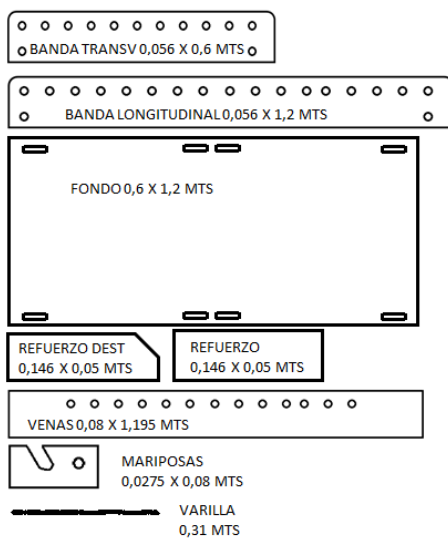 BANDA TRANSV 0,056 X 0,6 MTS
BANDA LONGITUDINAL 0,056 X 1,2 MTS
FONDO 0,6 X 1,2 MTS
REFUERZO DEST
0,146 X 0,05 MTS
REFUERZO
0,146 X 0,05 MTS
VENAS 0,08 X 1,195 MTS
MARIPOSAS
0,0275 X 0,08 MTS
VARILLA
0,31 MTS